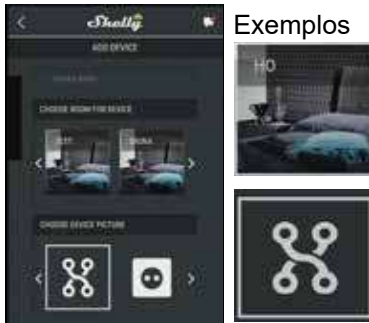 Shelly
Exemplos
ADD DEVICE
HO
CHOOSE ROOM FOR DEVICE
CHOOSE DEVICE PICTURE